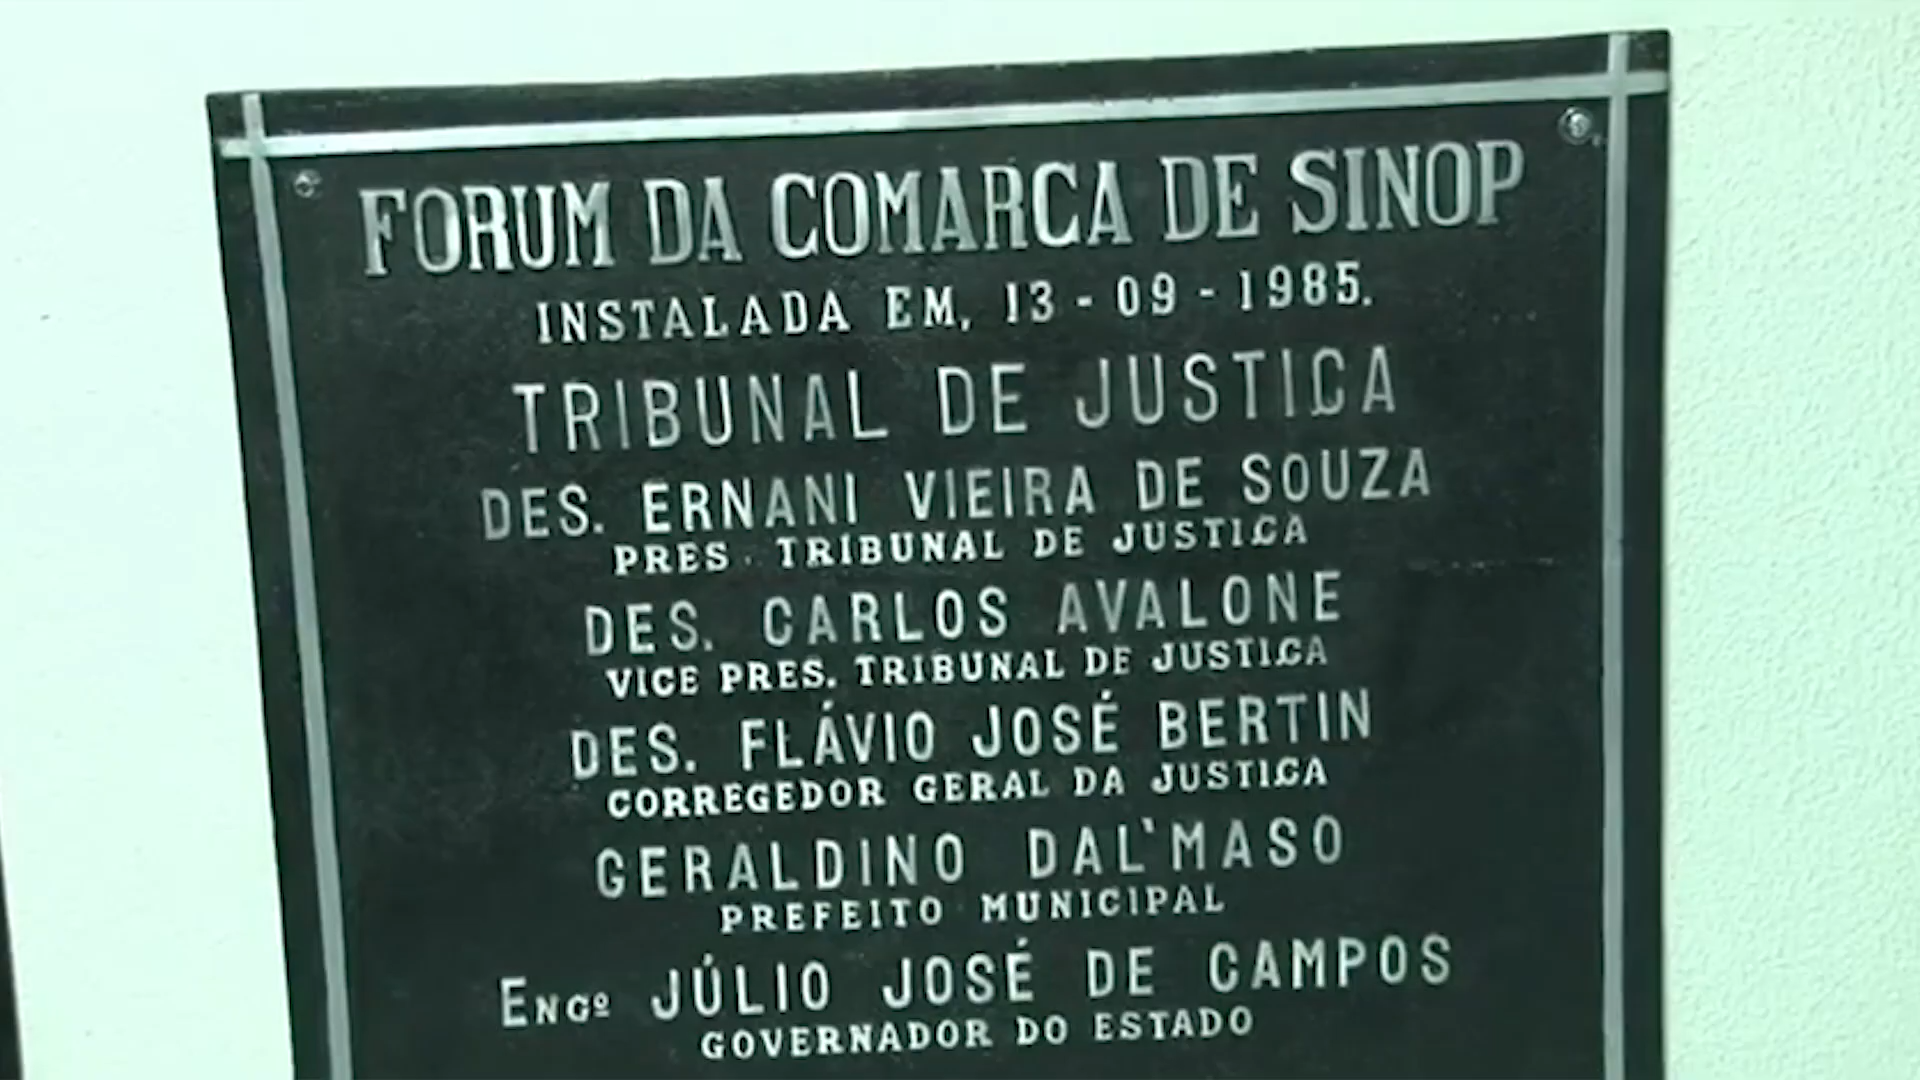 FORUM DA COMARCA DE SINOP
INSTALADA EM, 13 - 09 - 1985.
TRIBUNAL DE JUSTIÇA
DES. ERNANI VIEIRA DE SOUZA
PRES. TRIBUNAL DE JUSTIÇA
DES. CARLOS AVALONE
VICE PRES. TRIBUNAL DE JUSTIÇA
DES. FLÁVIO JOSÉ BERTIN
CORREGEDOR GERAL DA JUSTIÇA
GERALDINO DAL'MASO
PREFEITO MUNICIPAL
ENGº JÚLIO JOSÉ DE CAMPOS
GOVERNADOR DO ESTADO